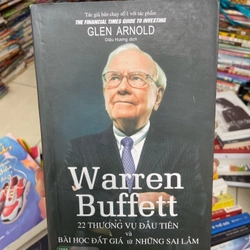 Tác giả bán chạy số 1 với tác phẩm
THE FINANCIAL TIMES GUIDE TO INVESTING
GLEN ARNOLD
Diệu Hương dịch
Warren
Buffett
22 THƯƠNG VỤ ĐẦU TIÊN
và
BÀI HỌC ĐẮT GIÁ từ NHỮNG SAI LẦM